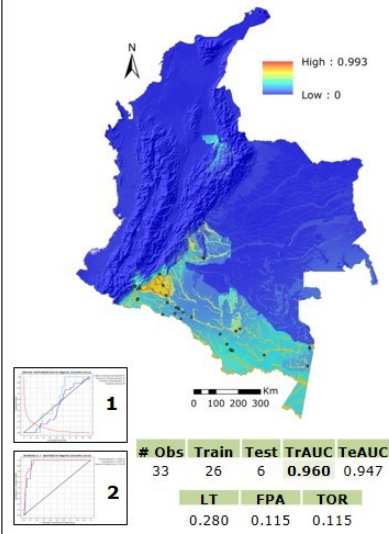 N
High : 0.993
Low : 0
Km
0 100 200 300
1
2
# Obs Train Test TrAUC TeAUC
33 26 6 0.960 0.947
LT FPA TOR
0.280 0.115 0.115